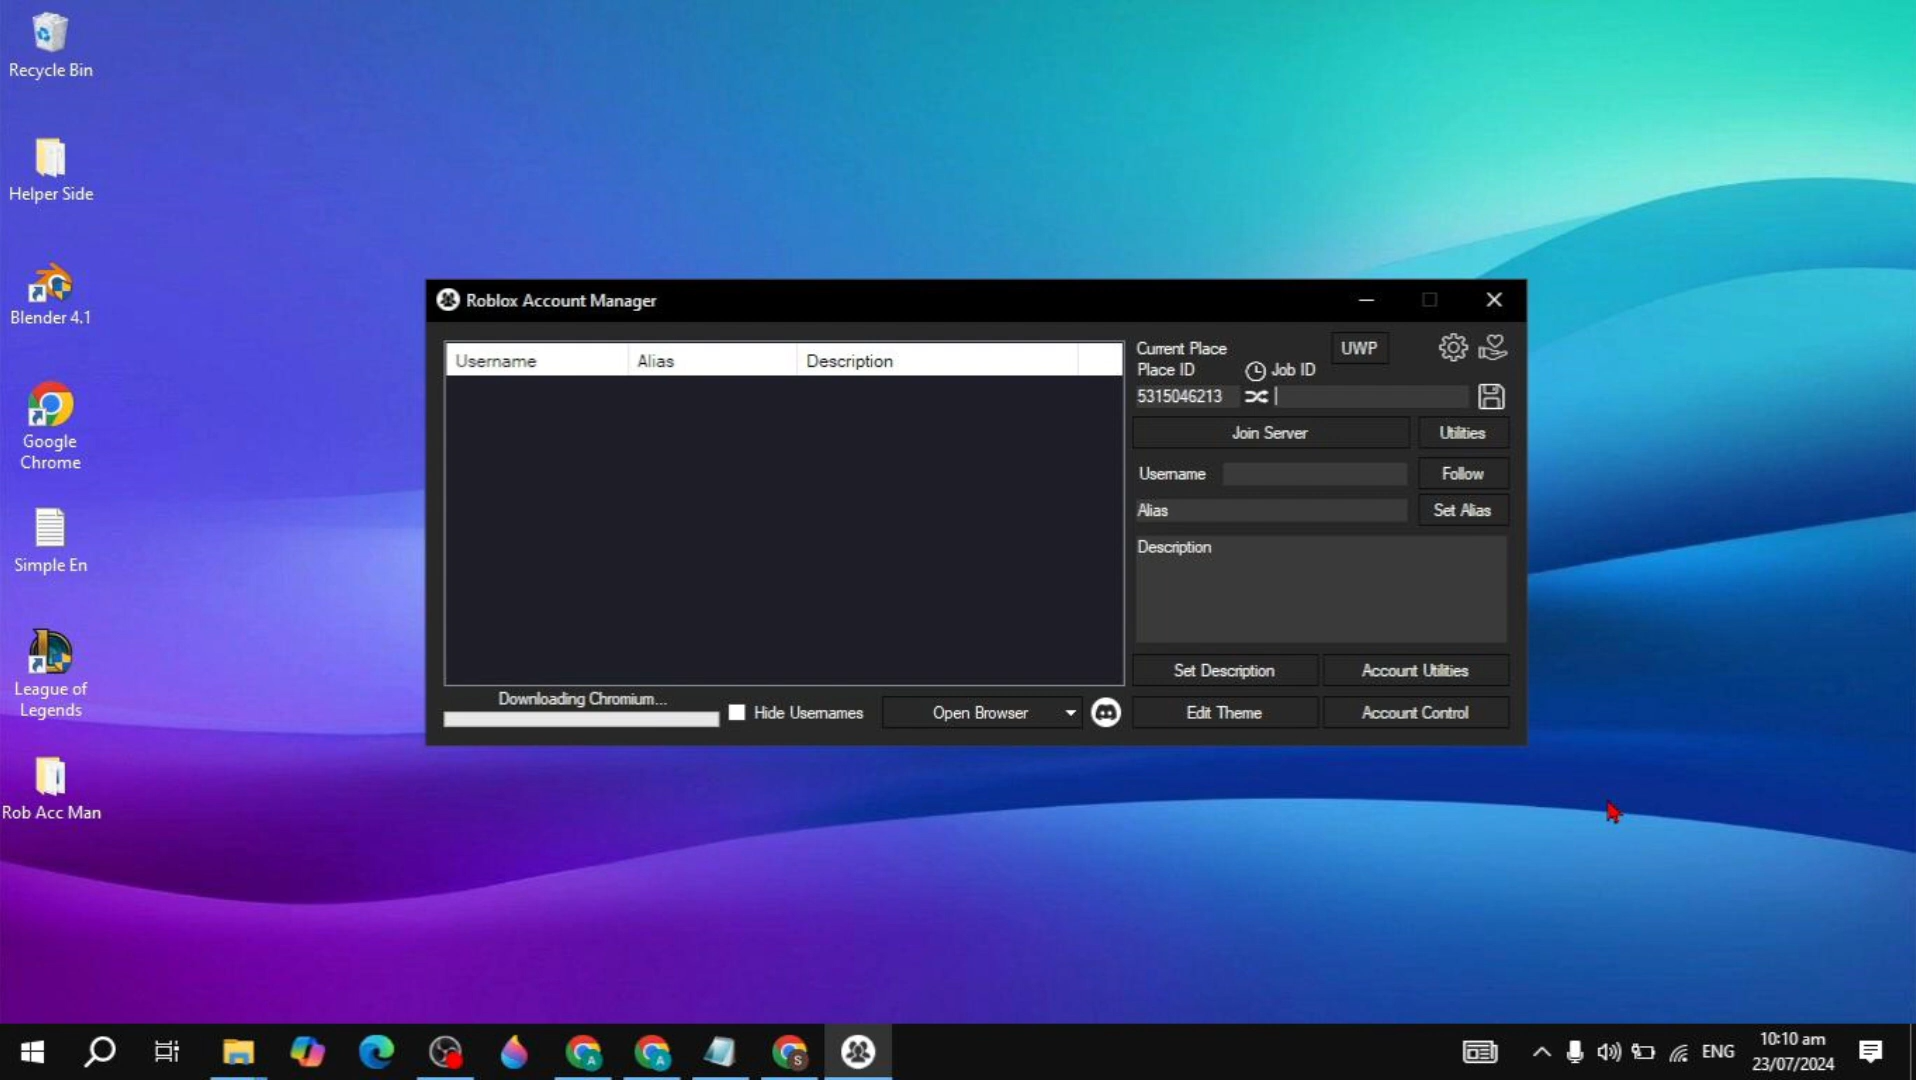 Recycle Bin
Helper Side
Blender 4.1
Google
Chrome
Simple En
League of
Legends
Rob Acc Man
Roblox Account Manager
Username Alias Description
Current Place
UWP
Place ID
Job ID
5315046213
Join Server
Utilities
Username
Follow
Alias
Set Alias
Description
Set Description
Account Utilities
Downloading Chromium...
Hide Usernames
Open Browser
Edit Theme
Account Control
A
A
S
ENG
10:10 am
23/07/2024